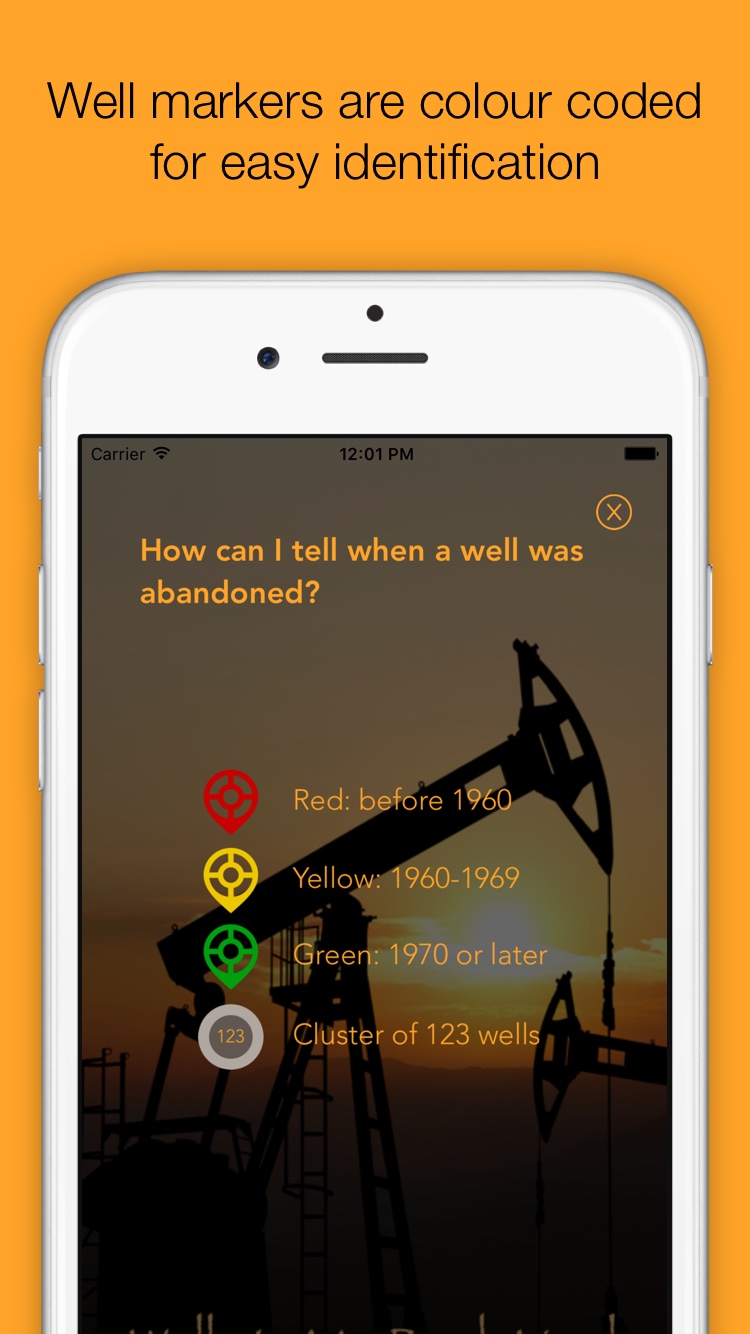 Well markers are colour coded
for easy identification
Carrier 12:01 PM
X
How can I tell when a well was
abandoned?
Red: before 1960
Yellow: 1960-1969
Green: 1970 or later
123 Cluster of 123 wells